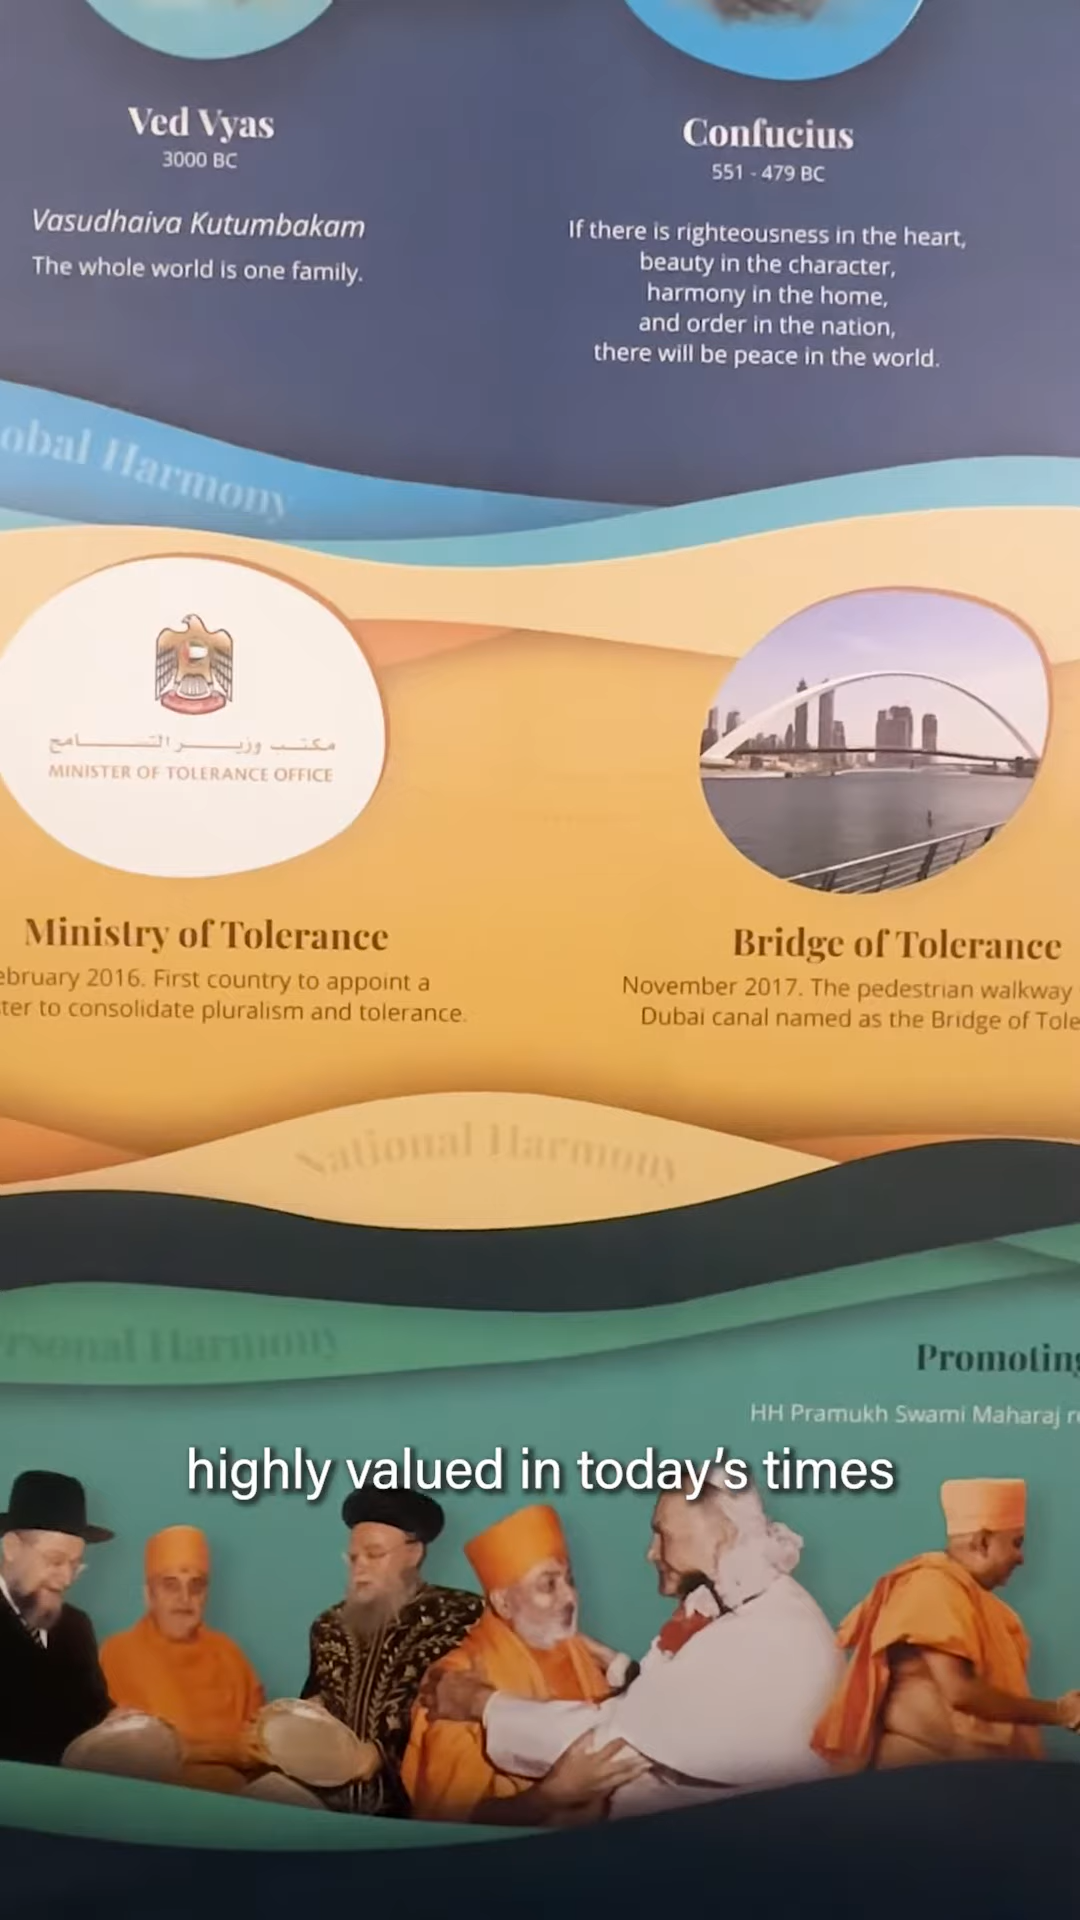 Ved Vyas
3000 BC
Vasudhaiva Kutumbakam
The whole world is one family.
Confucius
551 - 479 BC
If there is righteousness in the heart,
beauty in the character,
harmony in the home,
and order in the nation,
there will be peace in the world.
obal Harmony
مكتب وزير التسامح
MINISTER OF TOLERANCE OFFICE
Ministry of Tolerance
ebruary 2016. First country to appoint a
ter to consolidate pluralism and tolerance.
Bridge of Tolerance
November 2017. The pedestrian walkway
Dubai canal named as the Bridge of Tole
National Harmony
rsonal Harmony
Promoting
HH Pramukh Swami Maharaj r
highly valued in today's times